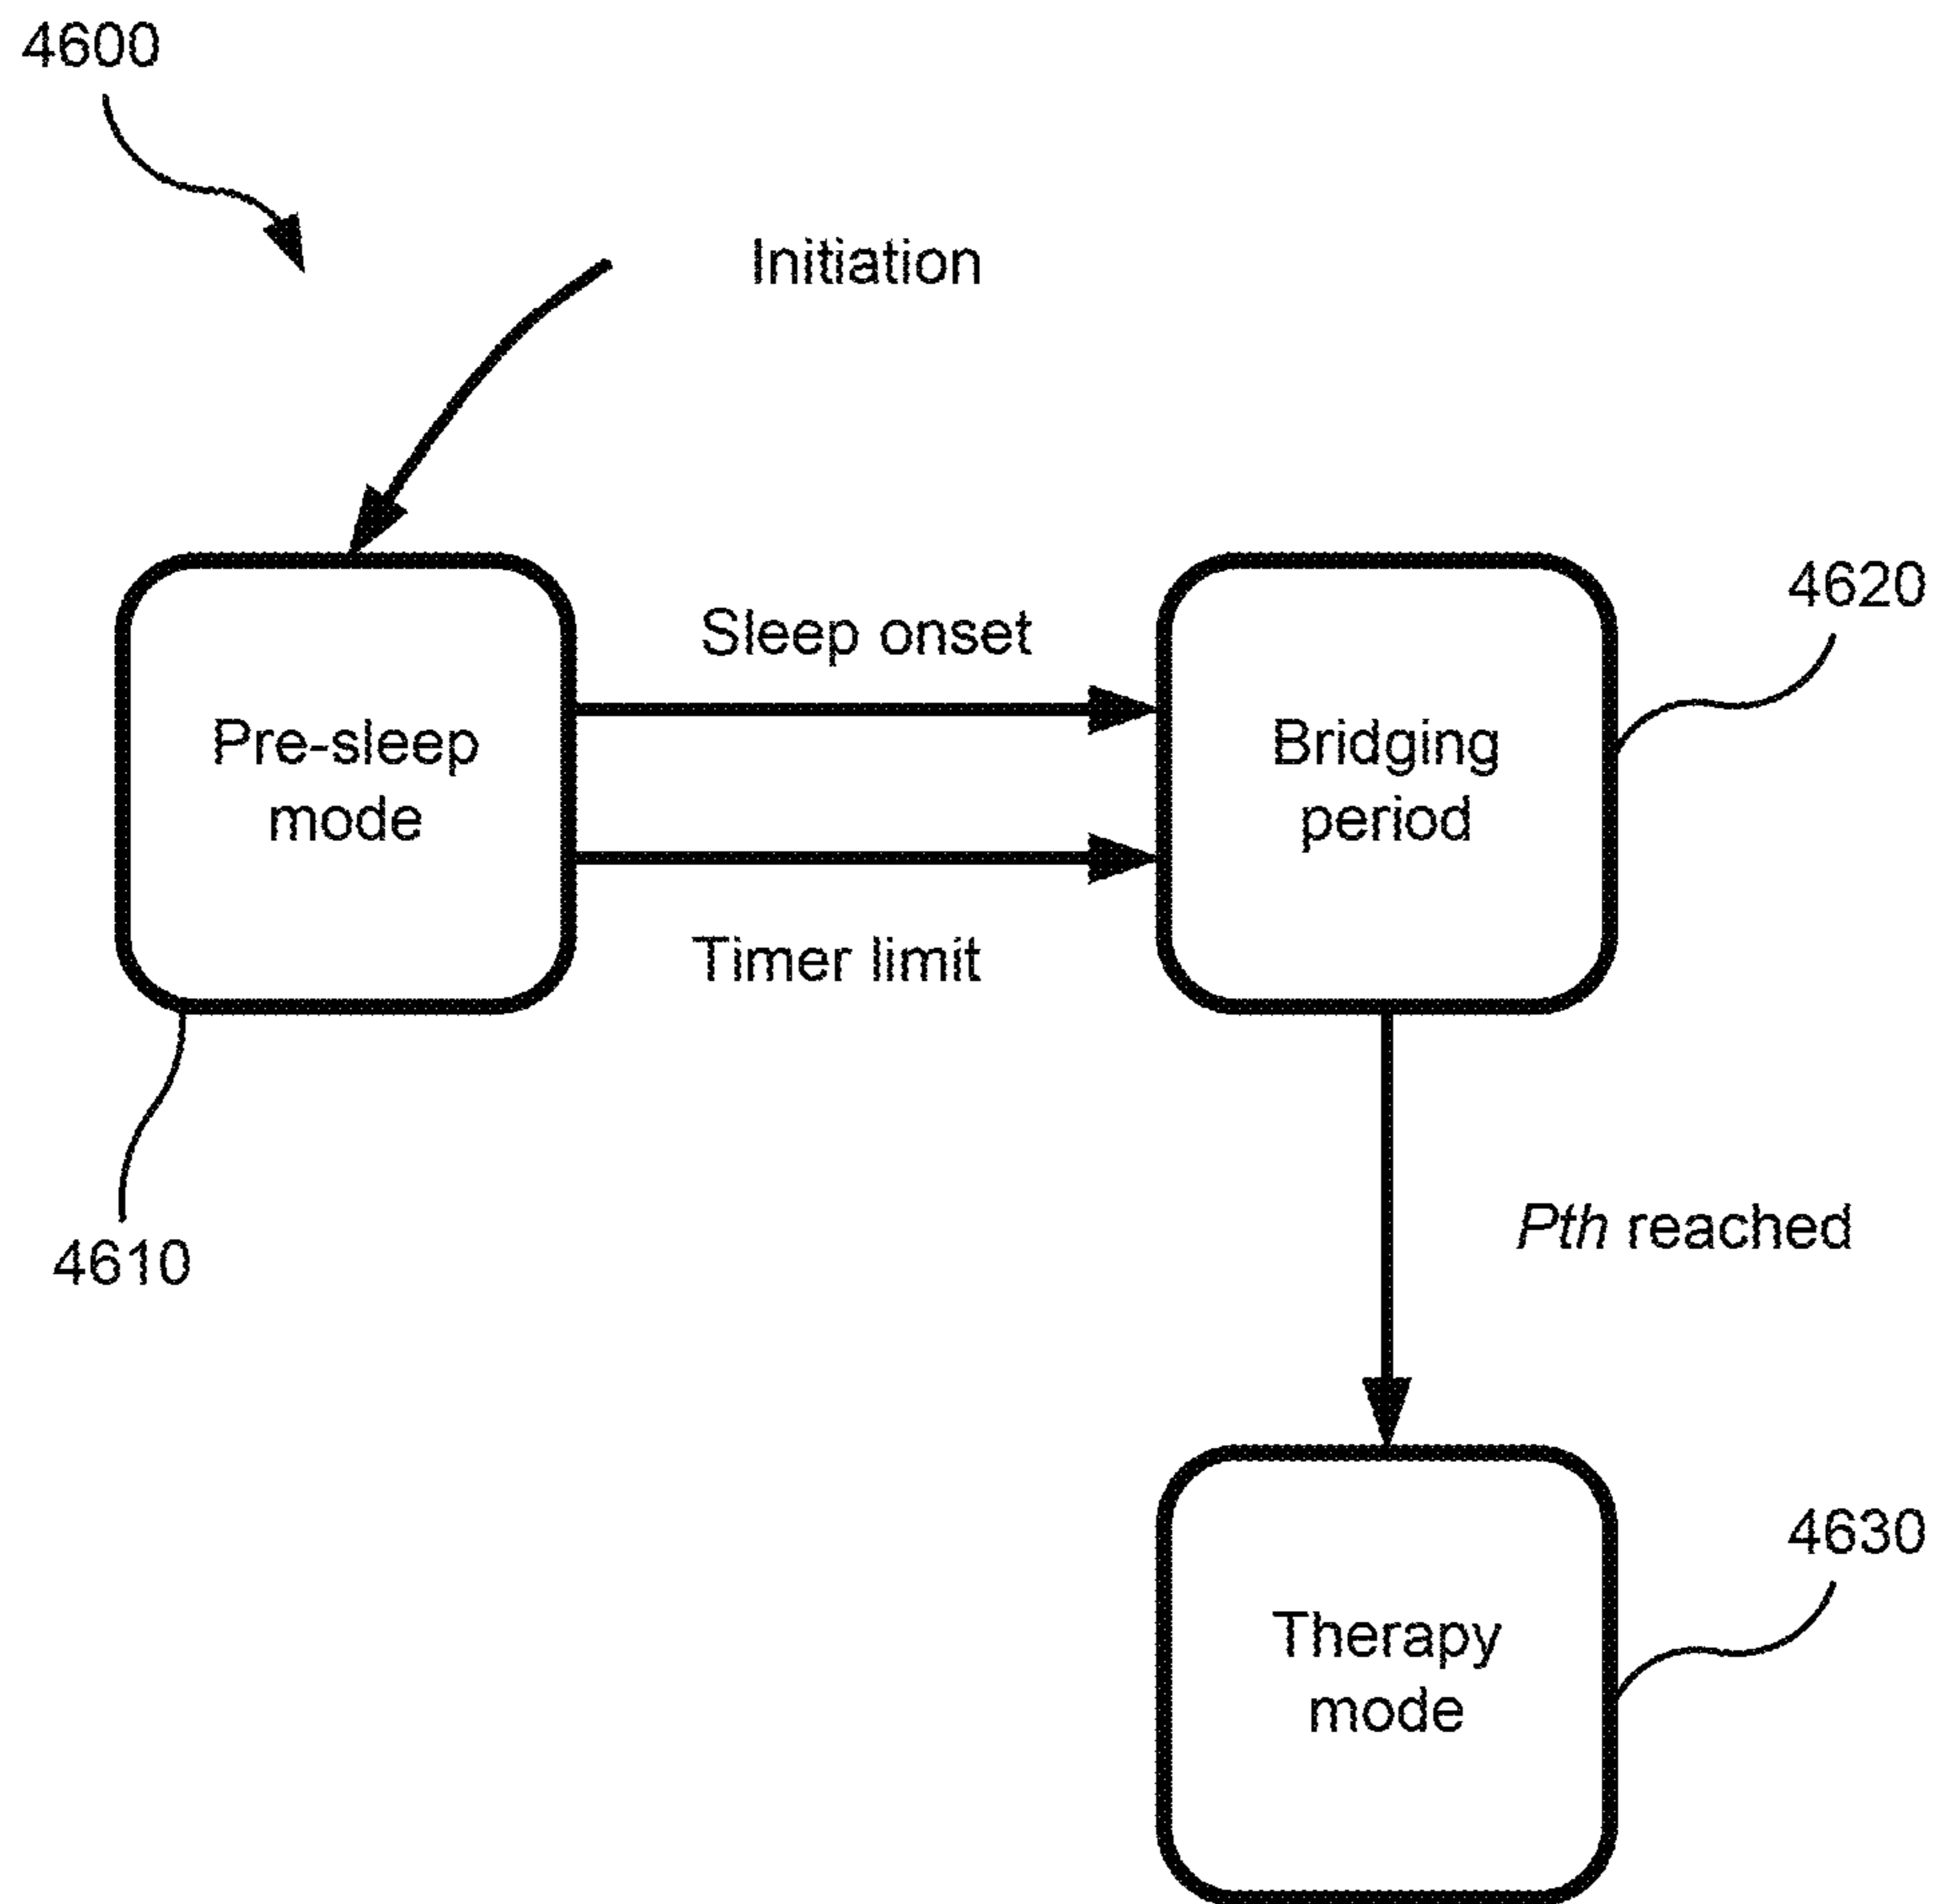 4600
Initiation
Sleep onset
4620
Pre-sleep
mode
Bridging
period
Timer limit
4610
Pth reached
4630
Therapy
mode